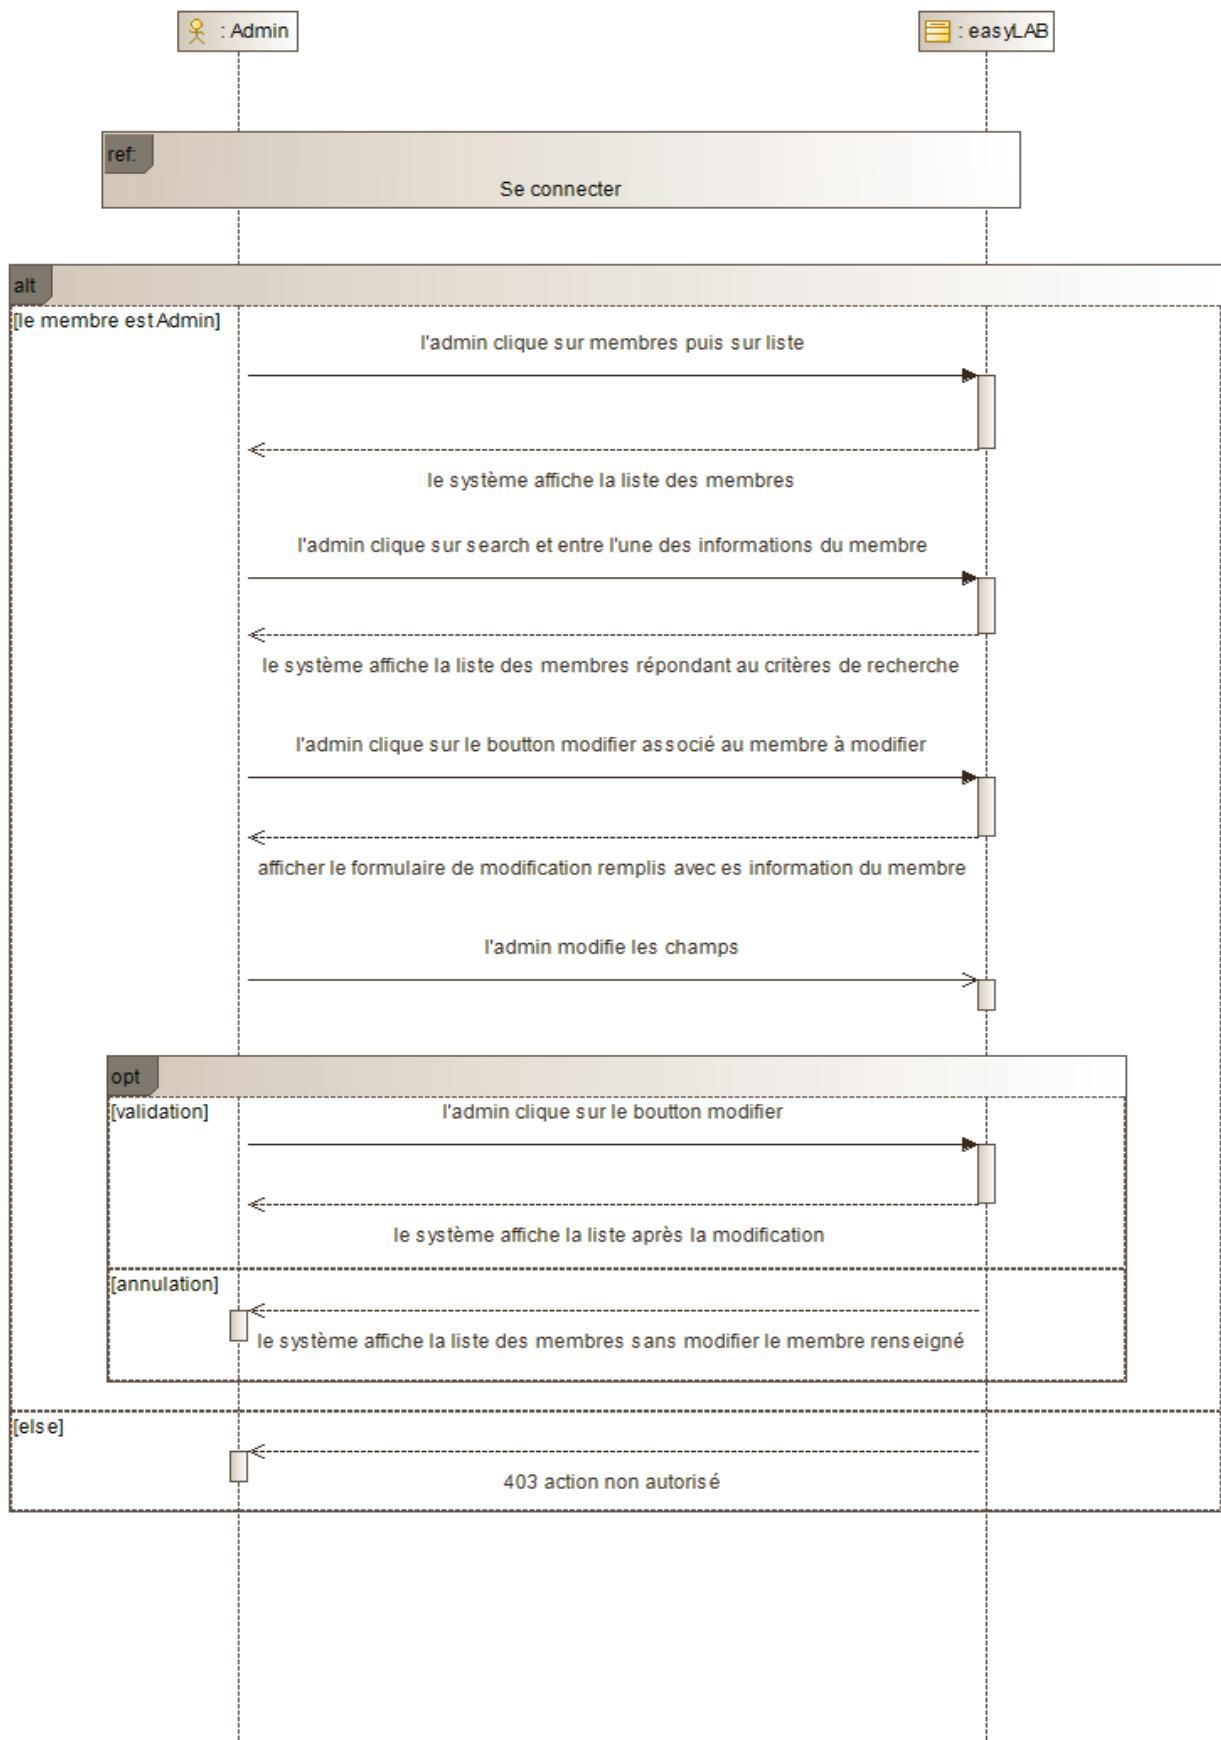 : Admin
: easyLAB
ref:
Se connecter
alt
[le membre est Admin]
l'admin clique sur membres puis sur liste
le système affiche la liste des membres
l'admin clique sur search et entre l'une des informations du membre
le système affiche la liste des membres répondant au critères de recherche
l'admin clique sur le boutton modifier associé au membre à modifier
afficher le formulaire de modification remplis avec es information du membre
l'admin modifie les champs
opt
[validation]
l'admin clique sur le boutton modifier
le système affiche la liste après la modification
[annulation]
le système affiche la liste des membres sans modifier le membre renseigné
[else]
403 action non autorisé